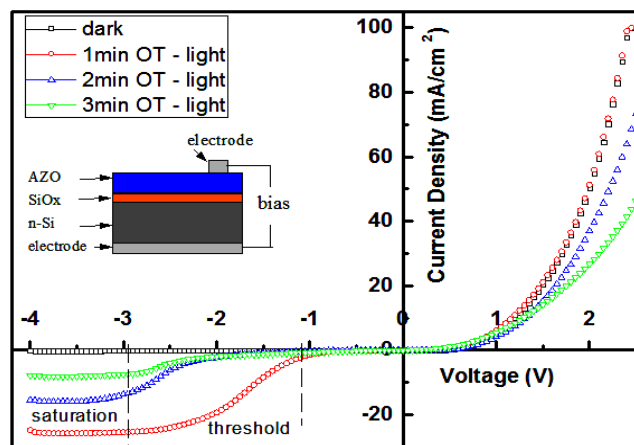 dark
1min OT - light
2min OT - light
3min OT - light
electrode
AZO
SiOx
n-Si
electrode
bias
Current Density (mA/cm²)
100
80
60
40
20
-20
-4 -3 -2 -1 0 1 2
Voltage (V)
saturation
threshold